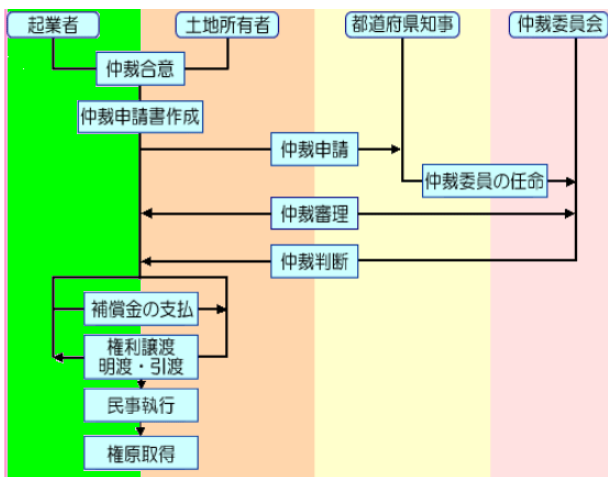 起業者
土地所有者
都道府県知事
仲裁委員会
仲裁合意
仲裁申請書作成
仲裁申請
仲裁委員の任命
仲裁審理
仲裁判断
補償金の支払
権利譲渡
明渡・引渡
民事執行
権原取得